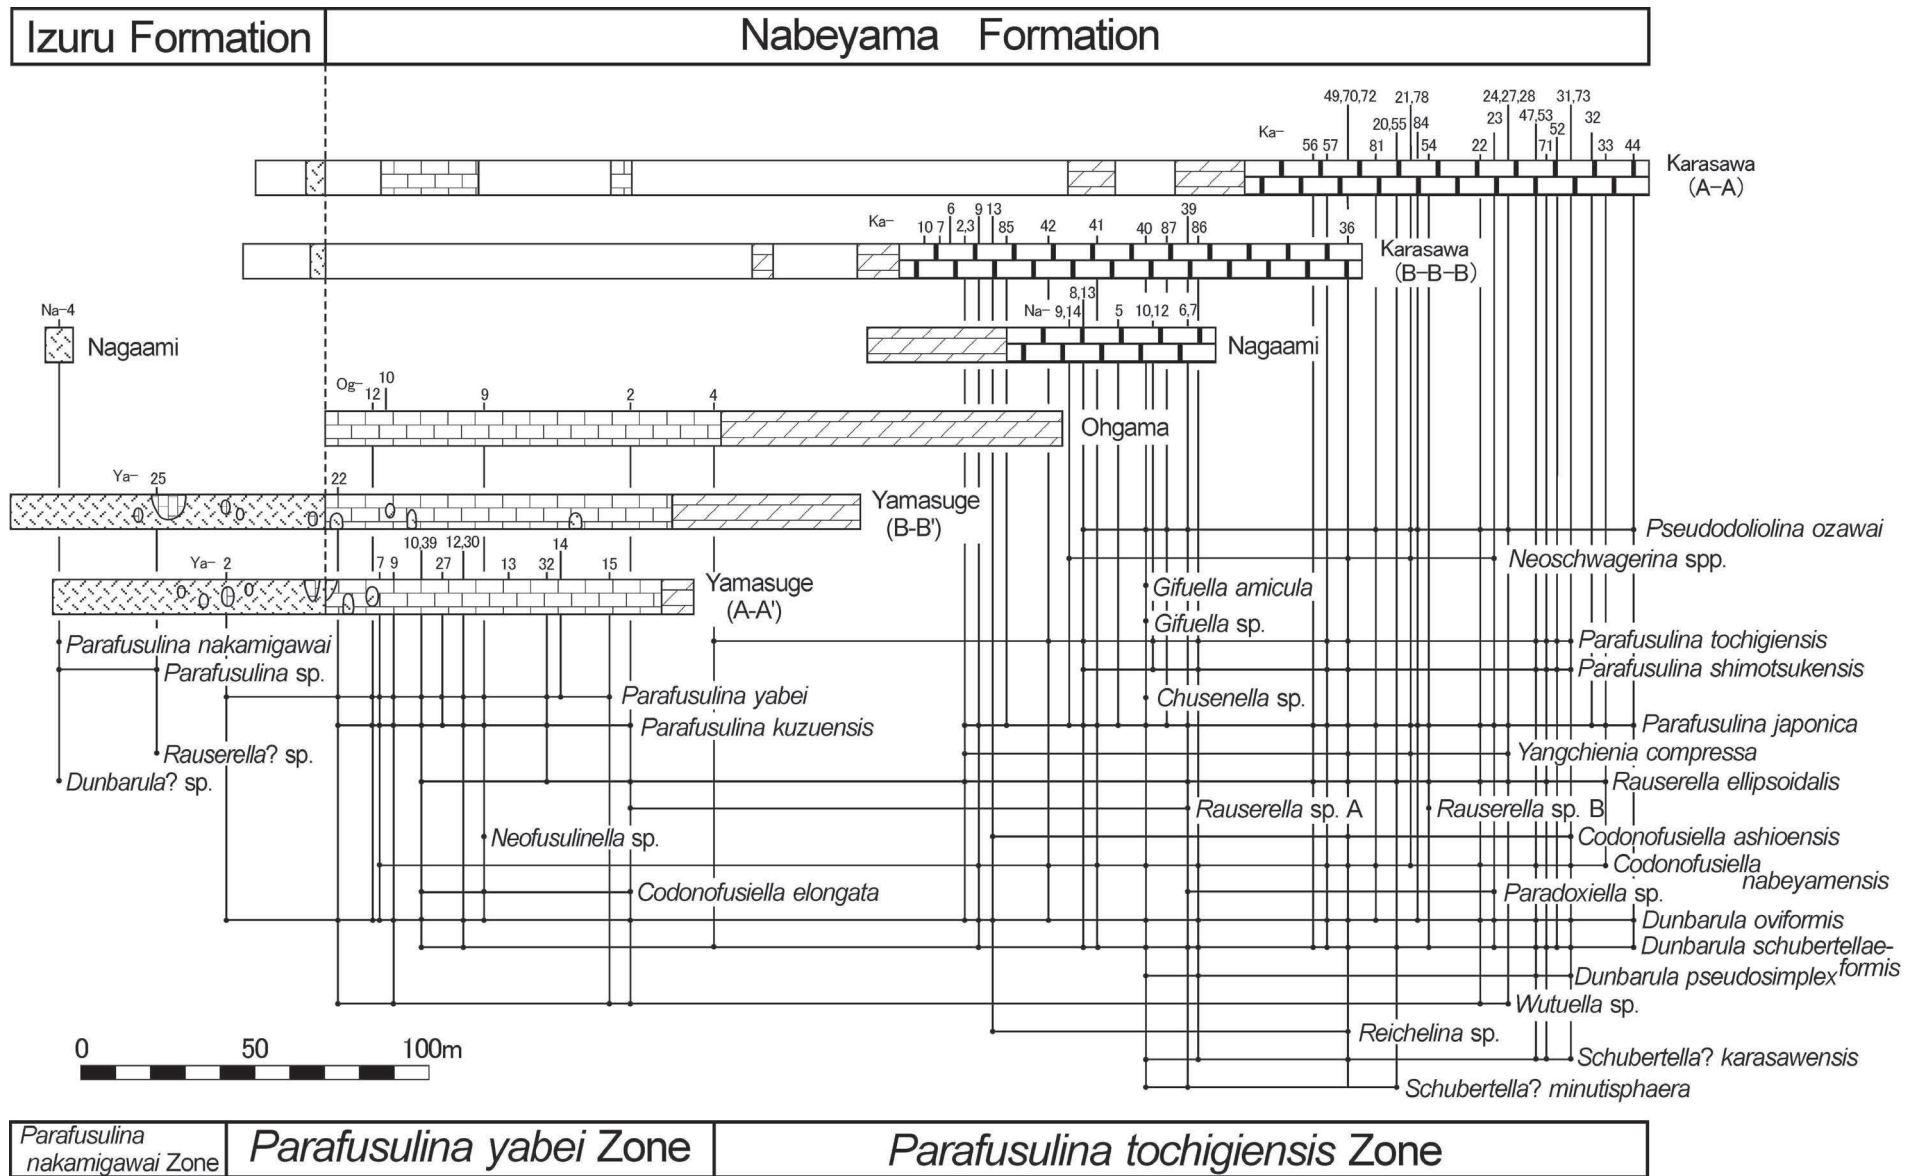 Izuru Formation
Nabeyama Formation
49,70,72 21,78 24,27,28 31,73
20,55 84 23 47,53 52 32
Ka- 56 57 81 54 22 71 33 44
Karasawa
(A-A)
6 9 13 39
Ka- 10 7 2,3 85 42 41 40 87 86 36
Karasawa
(B-B-B)
8,13
Na- 9,14 5 10,12 6,7
Na-4
Nagaami
Nagaami
Og- 12 10 9 2 4
Ohgama
Ya- 25 22
Yamasuge
(B-B')
10,39 12,30 14
Ya- 2 7 9 27 13 32 15
Yamasuge
(A-A')
Pseudodoliolina ozawai
Neoschwagerina spp.
Gifuella amicula
Gifuella sp.
Parafusulina nakamigawai
Parafusulina tochigiensis
Parafusulina sp.
Parafusulina shimotsukensis
Parafusulina yabei
Chusenella sp.
Parafusulina kuzuensis
Parafusulina japonica
Rauserella? sp.
Yangchienia compressa
Dunbarula? sp.
Rauserella ellipsoidalis
Rauserella sp. A
Rauserella sp. B
Neofusulinella sp.
Codonofusiella ashioensis
Codonofusiella
nabeyamensis
Codonofusiella elongata
Paradoxiella sp.
Dunbarula oviformis
Dunbarula schubertellae-
formis
Dunbarula pseudosimplex
Wutuella sp.
Reichelina sp.
Schubertella? karasawensis
Schubertella? minutisphaera
0 50 100m
Parafusulina
nakamigawai Zone
Parafusulina yabei Zone
Parafusulina tochigiensis Zone